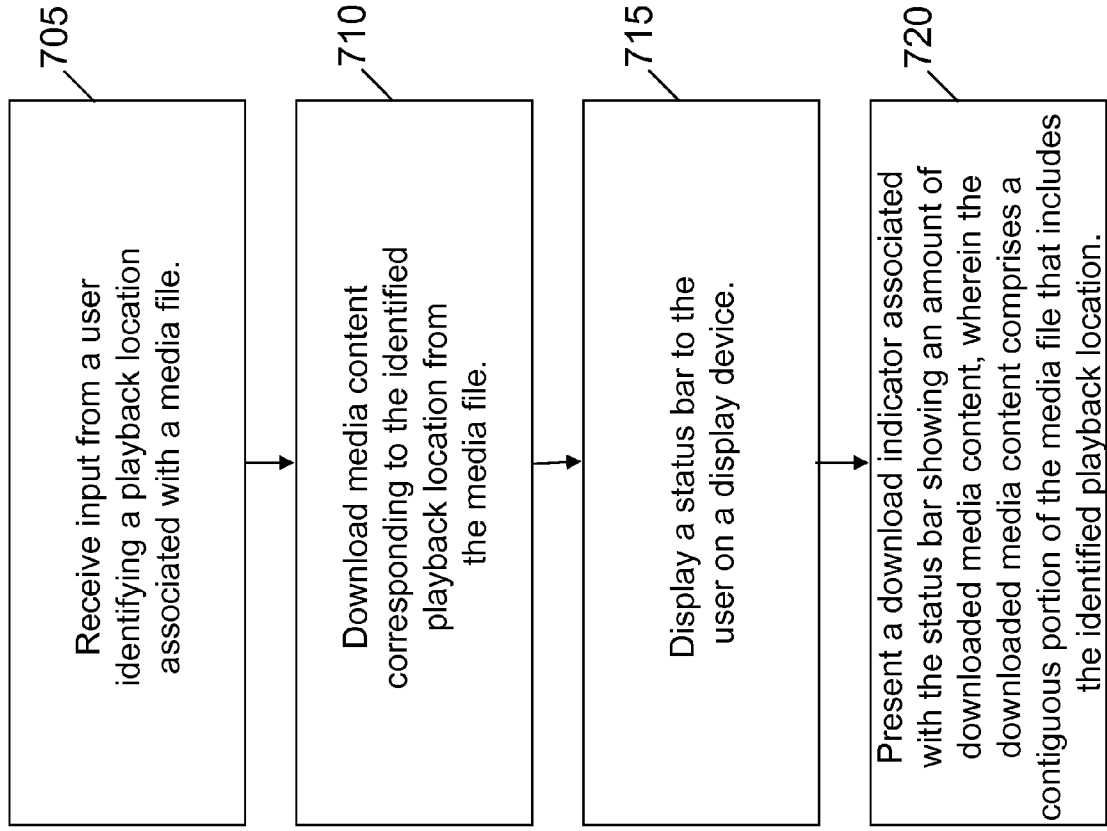 705
Receive input from a user
identifying a playback location
associated with a media file.
710
Download media content
corresponding to the identified
playback location from
the media file.
715
Display a status bar to the
user on a display device.
720
Present a download indicator associated
with the status bar showing an amount of
downloaded media content, wherein the
downloaded media content comprises a
contiguous portion of the media file that includes
the identified playback location.